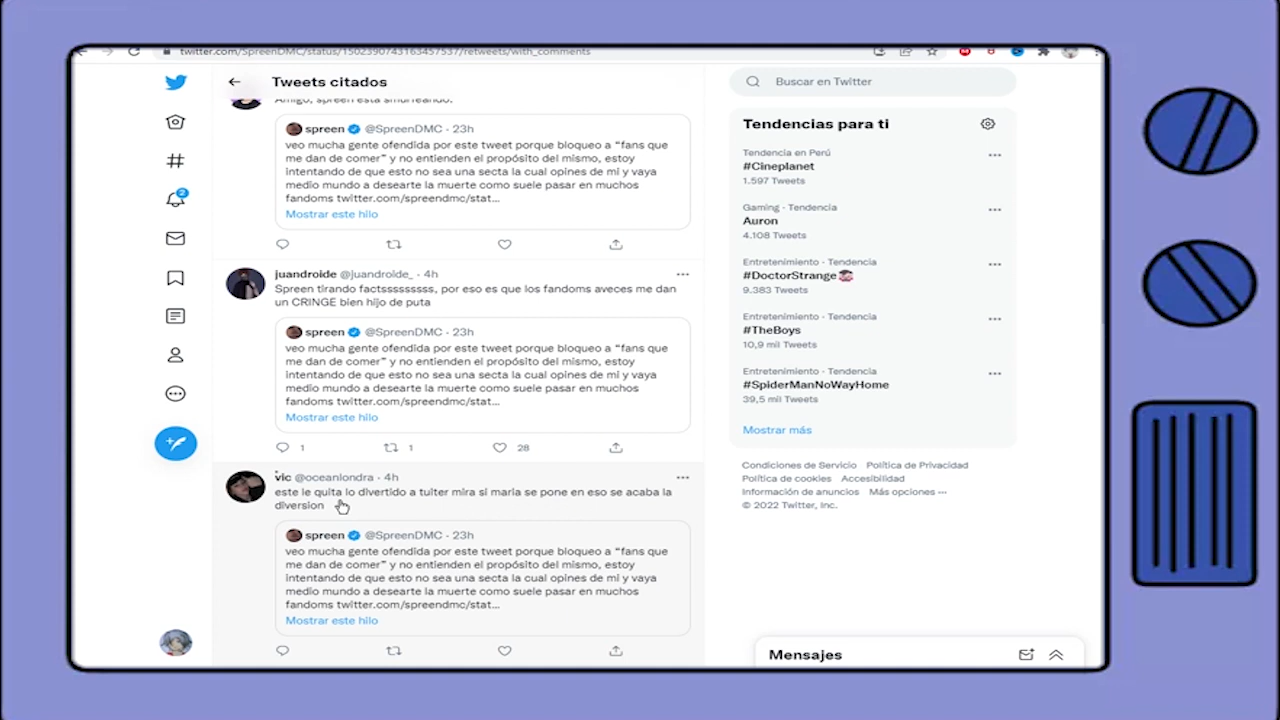 twitter.com/SpreenDMC/status/1502390743163457537/retweets/with_comments
Tweets citados
Amigo, spreen está smurfeando.
spreen @SpreenDMC · 23h
veo mucha gente ofendida por este tweet porque bloqueo a “fans que
me dan de comer” y no entienden el propósito del mismo, estoy
intentando de que esto no sea una secta la cual opines de mi y vaya
medio mundo a desearte la muerte como suele pasar en muchos
fandoms twitter.com/spreendmc/stat...
Mostrar este hilo
juandroide @juandroide_ · 4h
Spreen tirando factsssssssss, por eso es que los fandoms aveces me dan
un CRINGE bien hijo de puta
spreen @SpreenDMC · 23h
veo mucha gente ofendida por este tweet porque bloqueo a “fans que
me dan de comer” y no entienden el propósito del mismo, estoy
intentando de que esto no sea una secta la cual opines de mi y vaya
medio mundo a desearte la muerte como suele pasar en muchos
fandoms twitter.com/spreendmc/stat...
Mostrar este hilo
1 1 28
vic @oceanlondra · 4h
este le quita lo divertido a tuiter mira si maria se pone en eso se acaba la
diversion
spreen @SpreenDMC · 23h
veo mucha gente ofendida por este tweet porque bloqueo a “fans que
me dan de comer” y no entienden el propósito del mismo, estoy
intentando de que esto no sea una secta la cual opines de mi y vaya
medio mundo a desearte la muerte como suele pasar en muchos
fandoms twitter.com/spreendmc/stat...
Mostrar este hilo
2
Buscar en Twitter
Tendencias para ti
Tendencia en Perú
#Cineplanet
1.597 Tweets
Gaming · Tendencia
Auron
4.108 Tweets
Entretenimiento · Tendencia
#DoctorStrange
9.383 Tweets
Entretenimiento · Tendencia
#TheBoys
10,9 mil Tweets
Entretenimiento · Tendencia
#SpiderManNoWayHome
39,5 mil Tweets
Mostrar más
Condiciones de Servicio Política de Privacidad
Política de cookies Accesibilidad
Información de anuncios Más opciones ···
© 2022 Twitter, Inc.
Mensajes